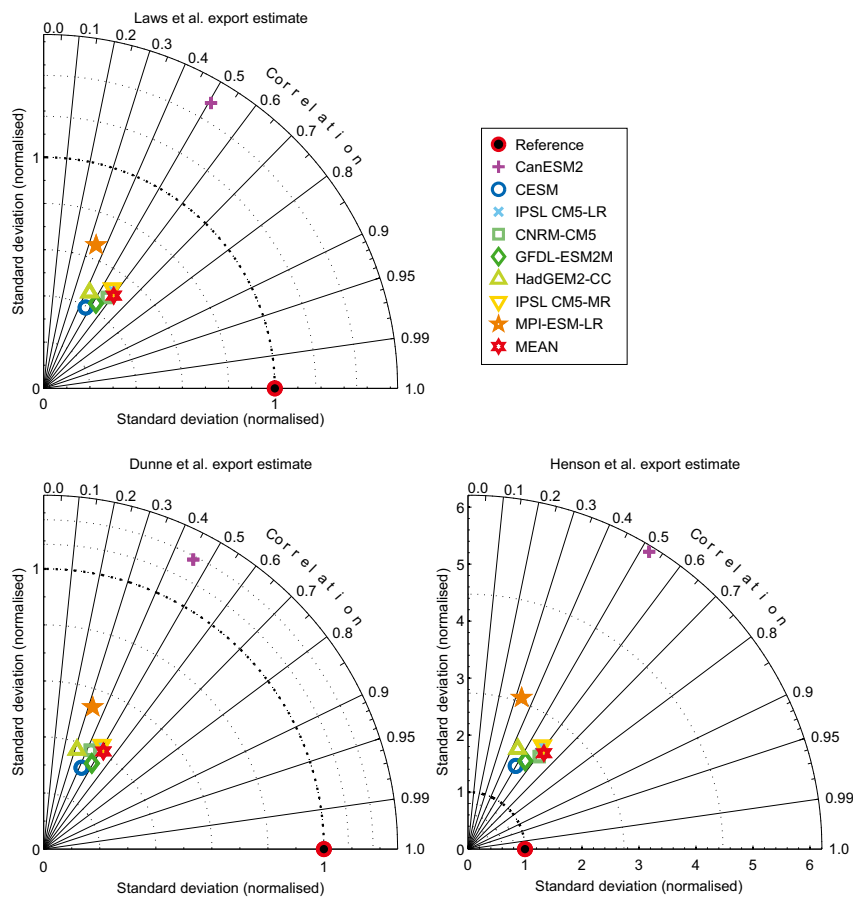 Laws et al. export estimate
0.0 0.1 0.2 0.3 0.4 0.5 0.6 0.7 0.8 0.9 0.95 0.99 1.0
Correlation
Standard deviation (normalised)
1
0
0 1
Standard deviation (normalised)
Reference
CanESM2
CESM
IPSL CM5-LR
CNRM-CM5
GFDL-ESM2M
HadGEM2-CC
IPSL CM5-MR
MPI-ESM-LR
MEAN
Dunne et al. export estimate
0.0 0.1 0.2 0.3 0.4 0.5 0.6 0.7 0.8 0.9 0.95 0.99 1.0
Correlation
Standard deviation (normalised)
1
0
0 1
Standard deviation (normalised)
Henson et al. export estimate
0.0 0.1 0.2 0.3 0.4 0.5 0.6 0.7 0.8 0.9 0.95 0.99 1.0
Correlation
Standard deviation (normalised)
6
5
4
3
2
1
0
0 1 2 3 4 5 6
Standard deviation (normalised)